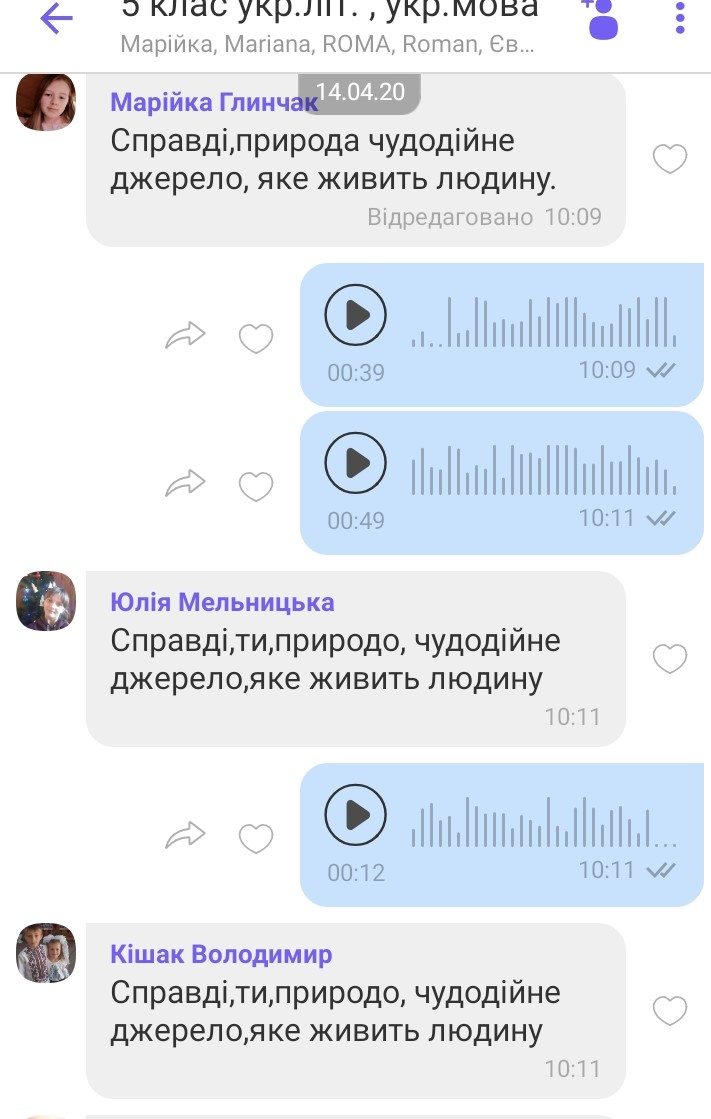 5 клас укр.літ. , укр.мова
Марійка, Mariana, ROMA, Roman, Єв...
14.04.20
Марійка Глинчак
Справді,природа чудодійне
джерело, яке живить людину.
Відредаговано 10:09
00:39 10:09
00:49 10:11
Юлія Мельницька
Справді,ти,природо, чудодійне
джерело,яке живить людину
10:11
00:12 10:11
Кішак Володимир
Справді,ти,природо, чудодійне
джерело,яке живить людину
10:11